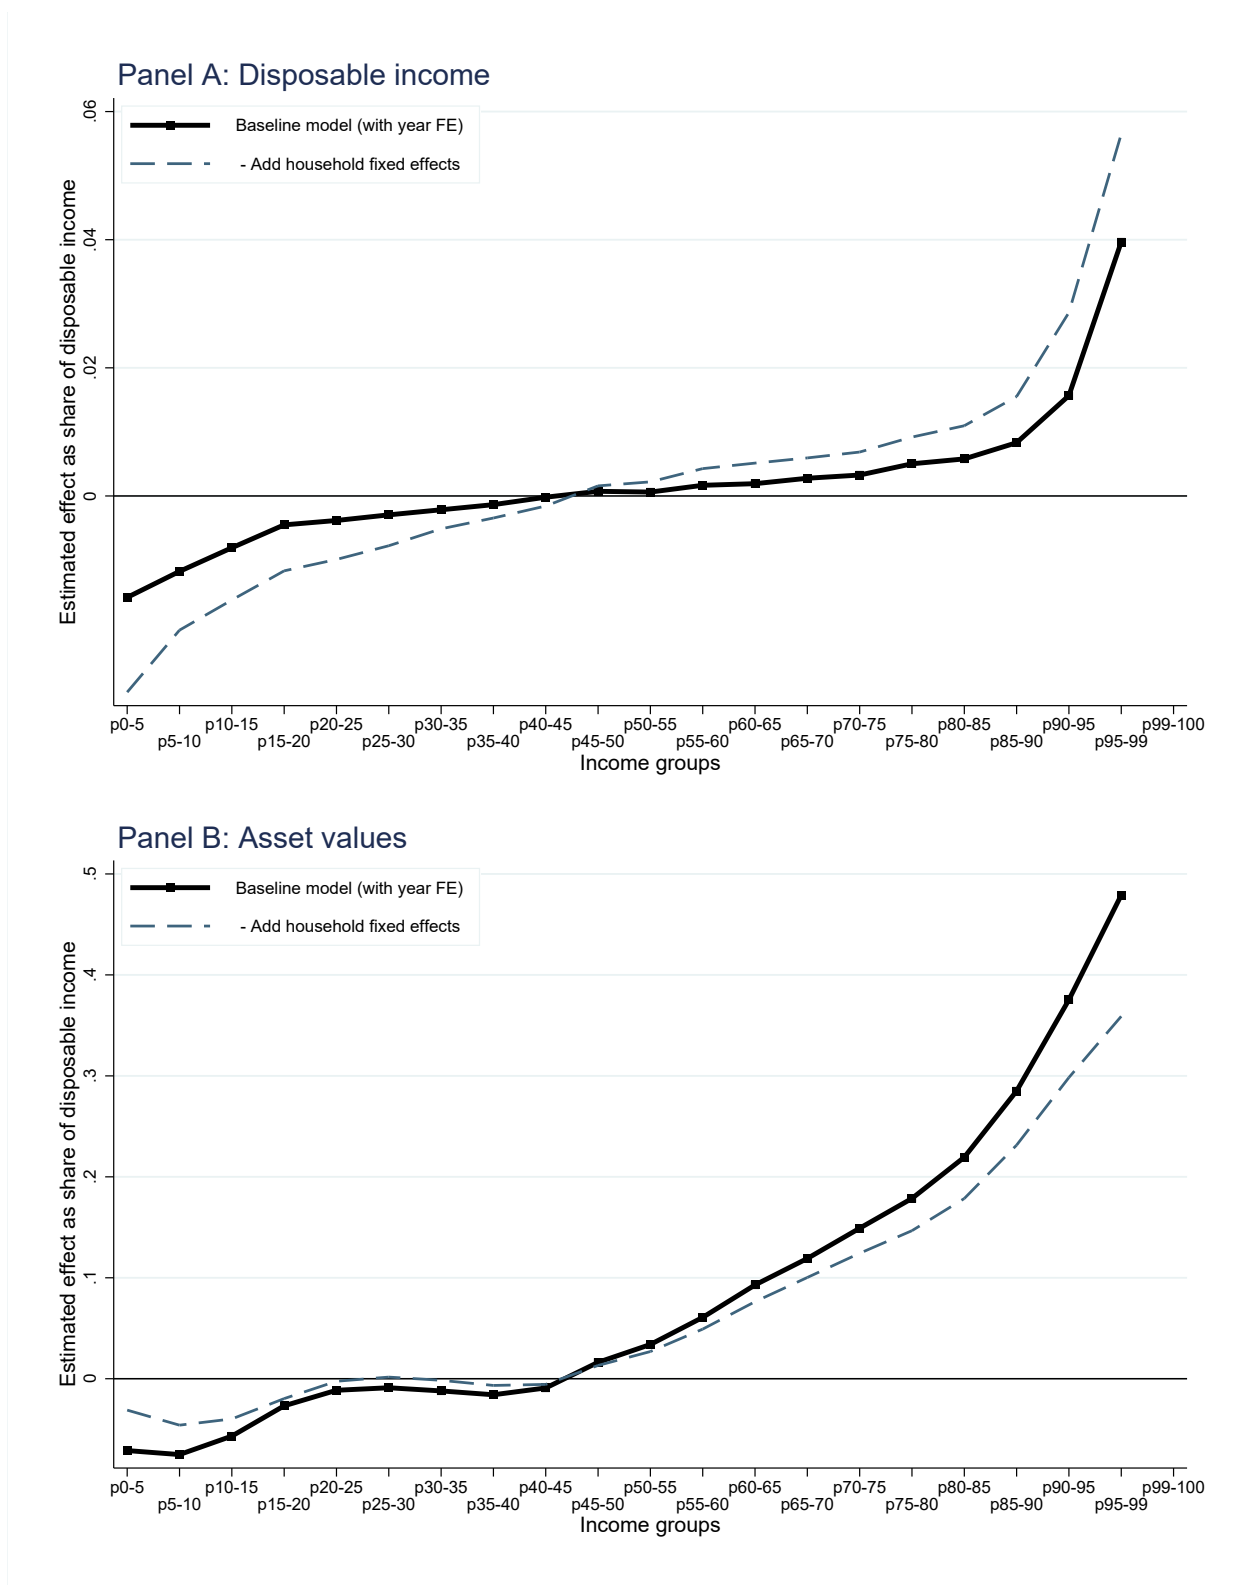 Panel A: Disposable income
Baseline model (with year FE)
- Add household fixed effects
Estimated effect as share of disposable income
.06
.04
.02
0
p0-5 p10-15 p20-25 p30-35 p40-45 p50-55 p60-65 p70-75 p80-85 p90-95 p99-100
p5-10 p15-20 p25-30 p35-40 p45-50 p55-60 p65-70 p75-80 p85-90 p95-99
Income groups
Panel B: Asset values
Baseline model (with year FE)
- Add household fixed effects
Estimated effect as share of disposable income
.5
.4
.3
.2
.1
0
p0-5 p10-15 p20-25 p30-35 p40-45 p50-55 p60-65 p70-75 p80-85 p90-95 p99-100
p5-10 p15-20 p25-30 p35-40 p45-50 p55-60 p65-70 p75-80 p85-90 p95-99
Income groups